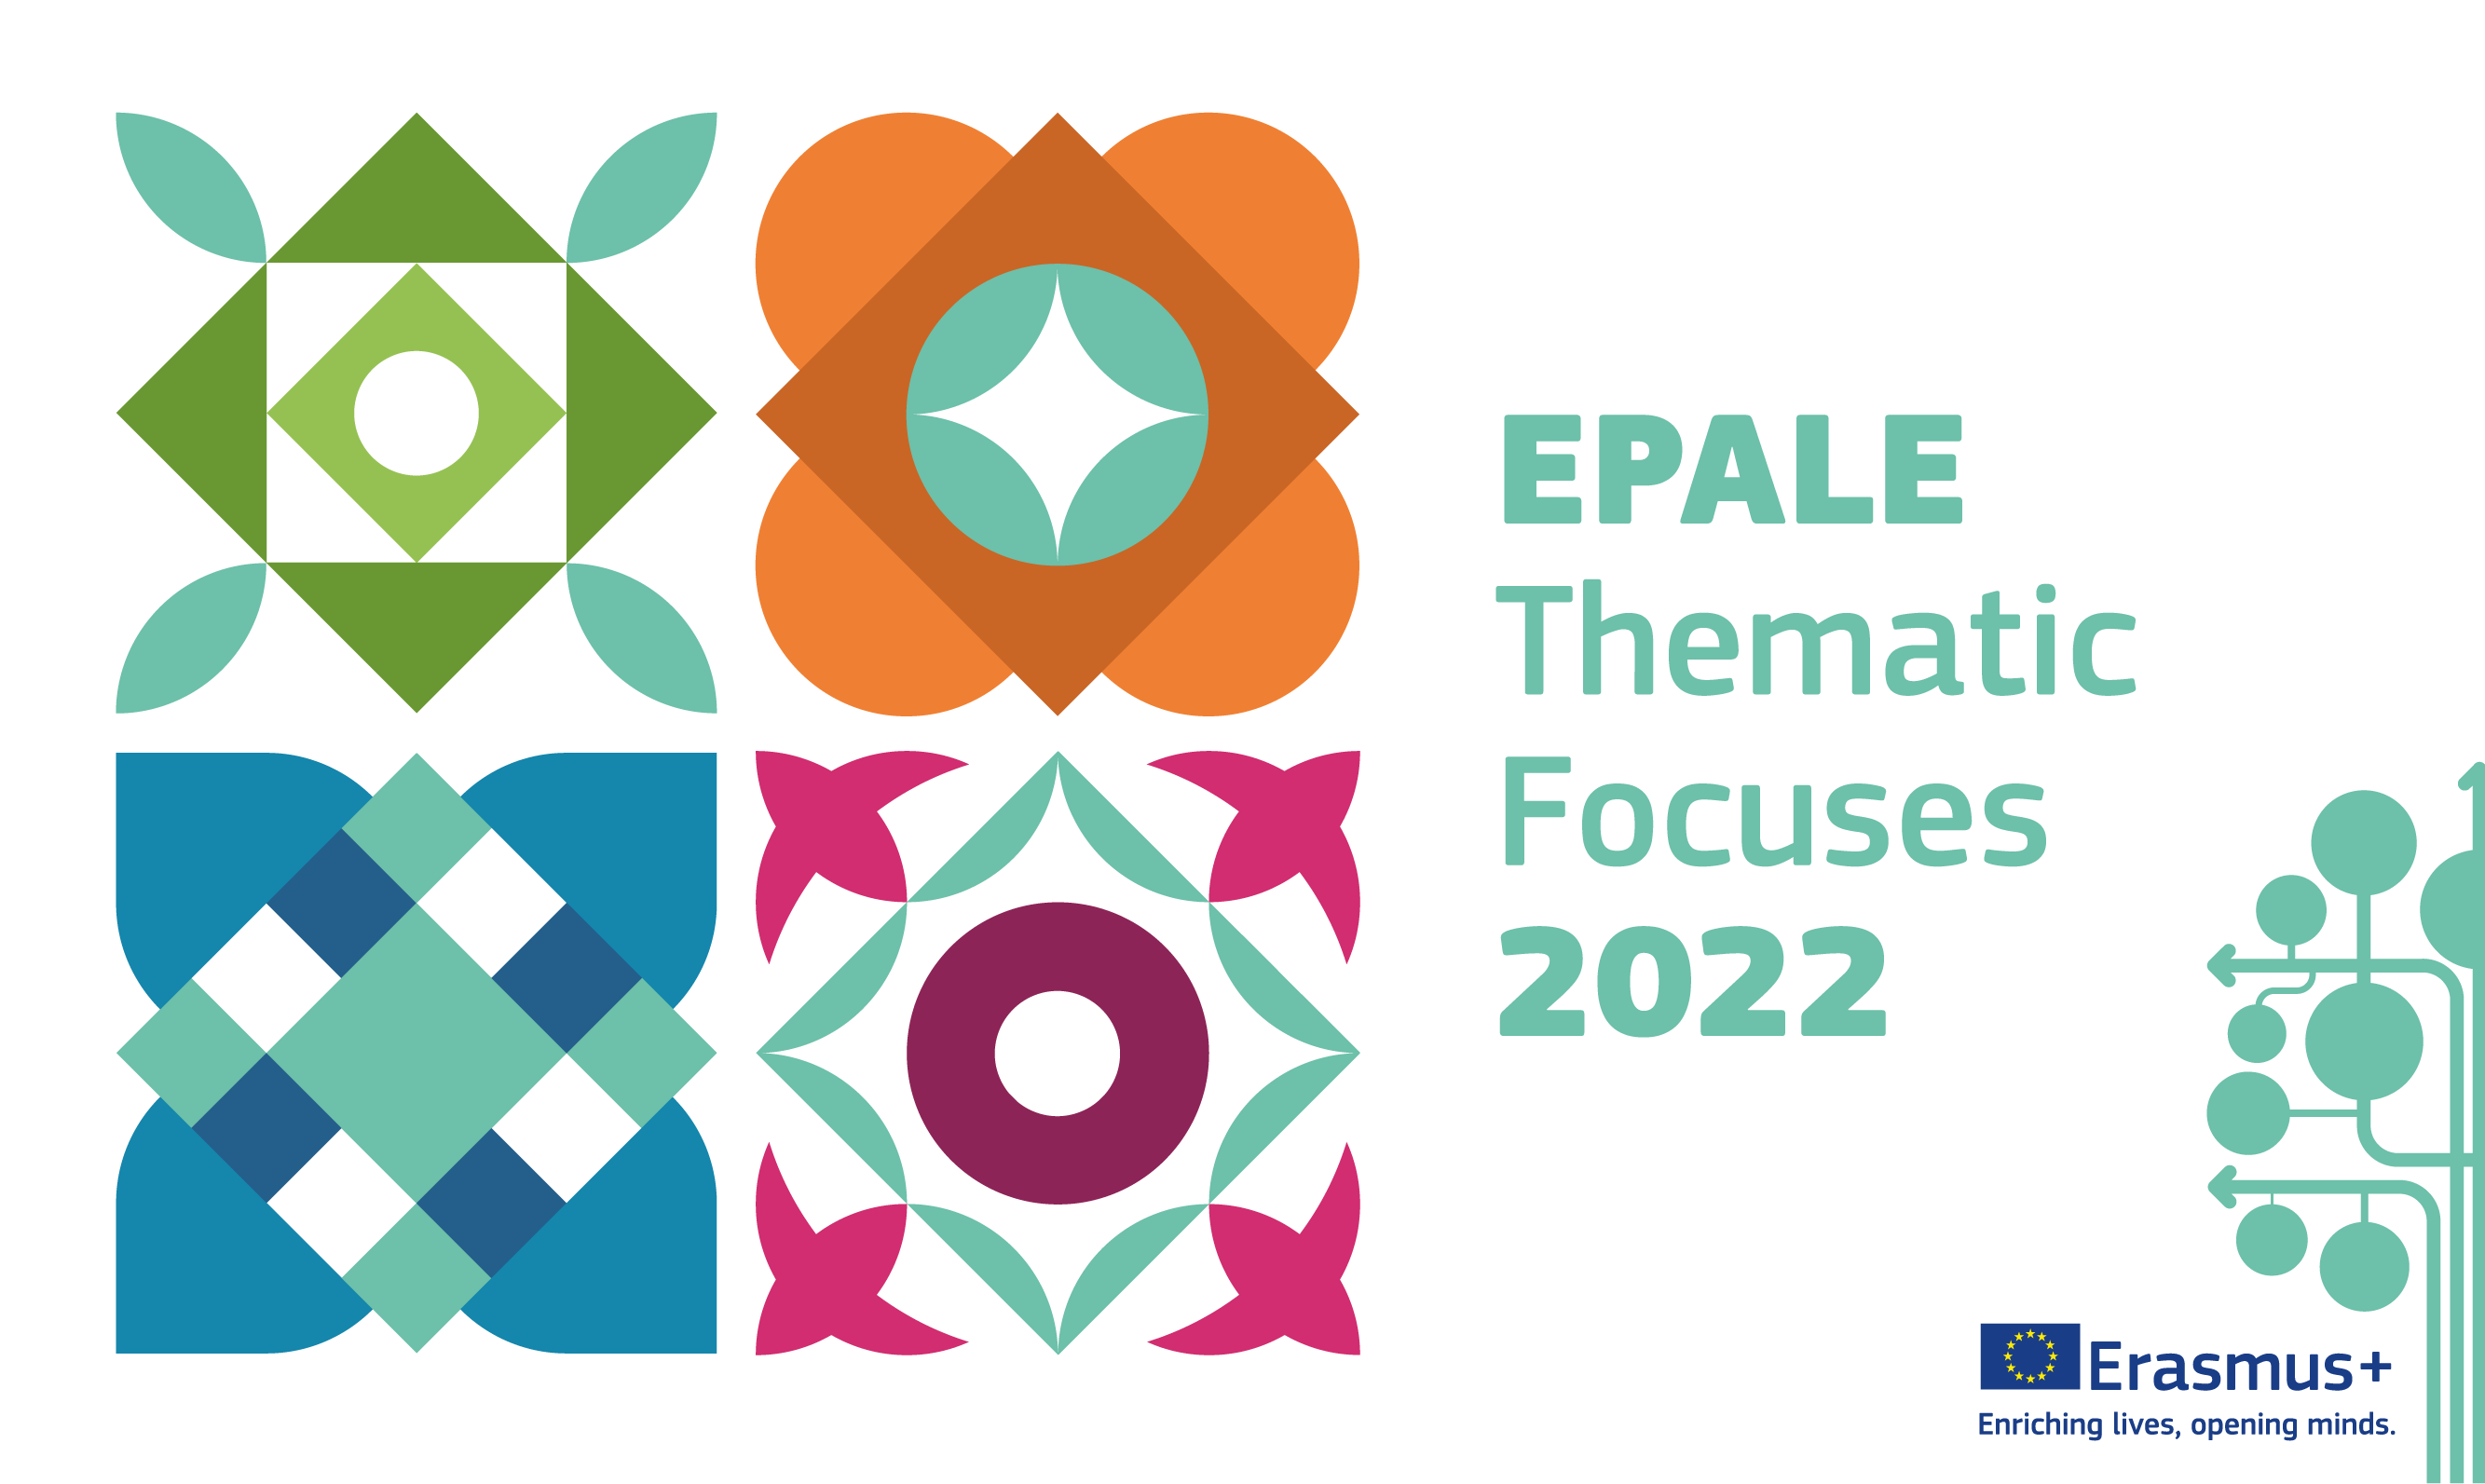 EPALE
Thematic
Focuses
2022
Erasmus+
Enriching lives, opening minds.